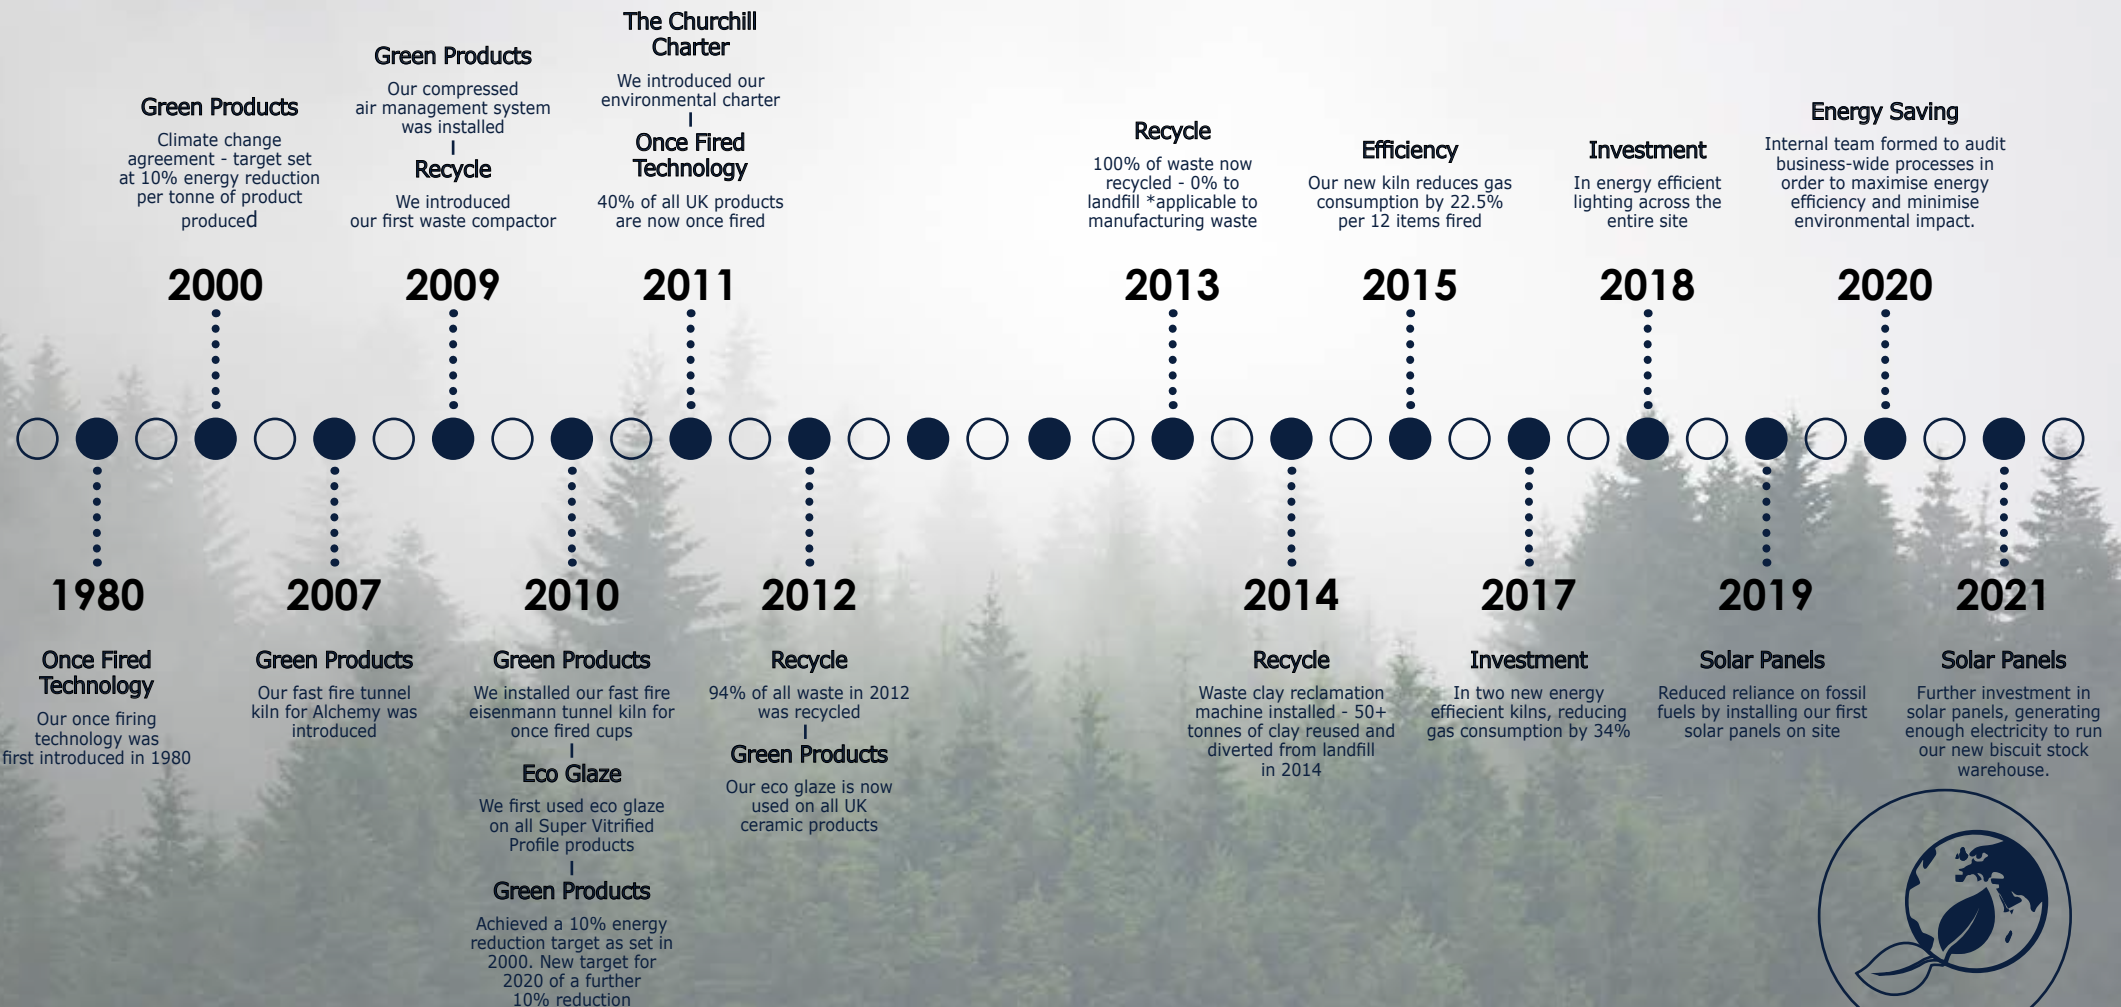 Green Products
Climate change
agreement - target set
at 10% energy reduction
per tonne of product
produced
2000
Green Products
Our compressed
air management system
was installed
Recycle
We introduced
our first waste compactor
2009
The Churchill
Charter
We introduced our
environmental charter
Once Fired
Technology
40% of all UK products
are now once fired
2011
Recycle
100% of waste now
recycled - 0% to
landfill *applicable to
manufacturing waste
2013
Efficiency
Our new kiln reduces gas
consumption by 22.5%
per 12 items fired
2015
Investment
In energy efficient
lighting across the
entire site
2018
Energy Saving
Internal team formed to audit
business-wide processes in
order to maximise energy
efficiency and minimise
environmental impact.
2020
1980
Once Fired
Technology
Our once firing
technology was
first introduced in 1980
2007
Green Products
Our fast fire tunnel
kiln for Alchemy was
introduced
2010
Green Products
We installed our fast fire
eisenmann tunnel kiln for
once fired cups
Eco Glaze
We first used eco glaze
on all Super Vitrified
Profile products
Green Products
Achieved a 10% energy
reduction target as set in
2000. New target for
2020 of a further
10% reduction
2012
Recycle
94% of all waste in 2012
was recycled
Green Products
Our eco glaze is now
used on all UK
ceramic products
2014
Recycle
Waste clay reclamation
machine installed - 50+
tonnes of clay reused and
diverted from landfill
in 2014
2017
Investment
In two new energy
effiecient kilns, reducing
gas consumption by 34%
2019
Solar Panels
Reduced reliance on fossil
fuels by installing our first
solar panels on site
2021
Solar Panels
Further investment in
solar panels, generating
enough electricity to run
our new biscuit stock
warehouse.